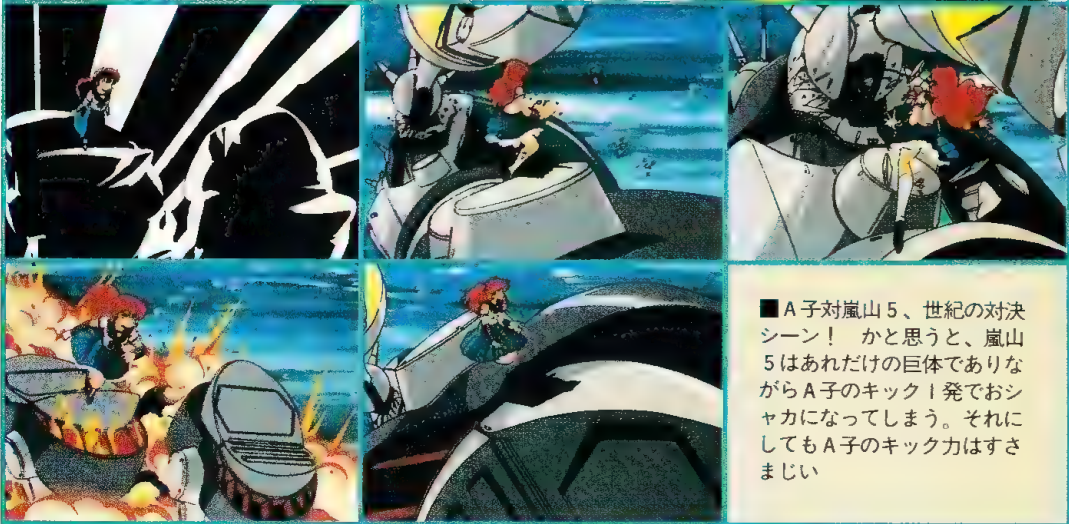 ■A子対嵐山5、世紀の対決
シーン！　かと思うと、嵐山
5はあれだけの巨体でありな
がらA子のキック1発でおシ
ャカになってしまう。それに
してもA子のキック力はすさ
まじい